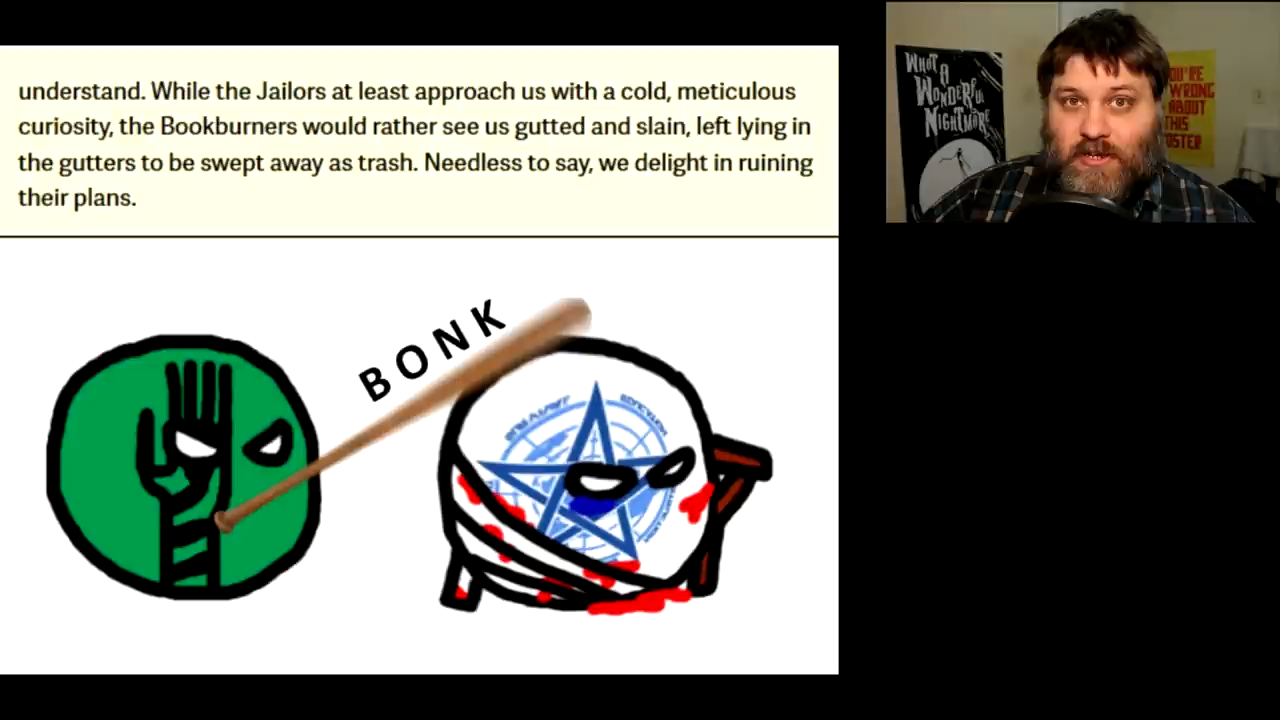 understand. While the Jailors at least approach us with a cold, meticulous
curiosity, the Bookburners would rather see us gutted and slain, left lying in
the gutters to be swept away as trash. Needless to say, we delight in ruining
their plans.
BONK
WHAT
A
WONDERFUL
NIGHTMARE
YOU'RE
WRONG
ABOUT
THIS
POSTER